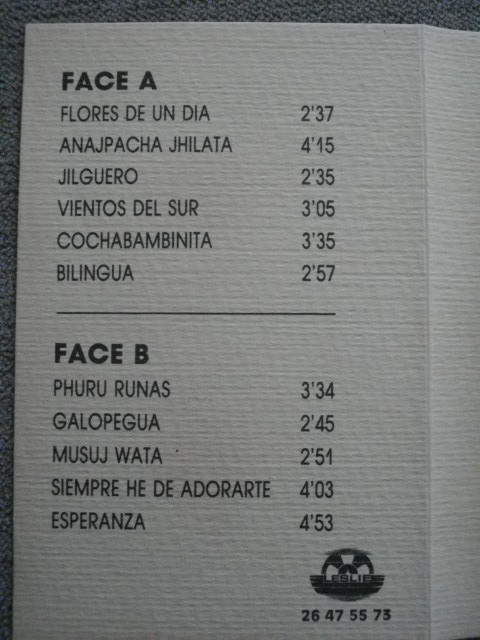 FACE A
FLORES DE UN DIA 2'37
ANAJPACHA JHILATA 4'15
JILGUERO 2'35
VIENTOS DEL SUR 3'05
COCHABAMBINITA 3'35
BILINGUA 2'57
FACE B
PHURU RUNAS 3'34
GALOPEGUA 2'45
MUSUJ WATA 2'51
SIEMPRE HE DE ADORARTE 4'03
ESPERANZA 4'53
LESLIE
26 47 55 73